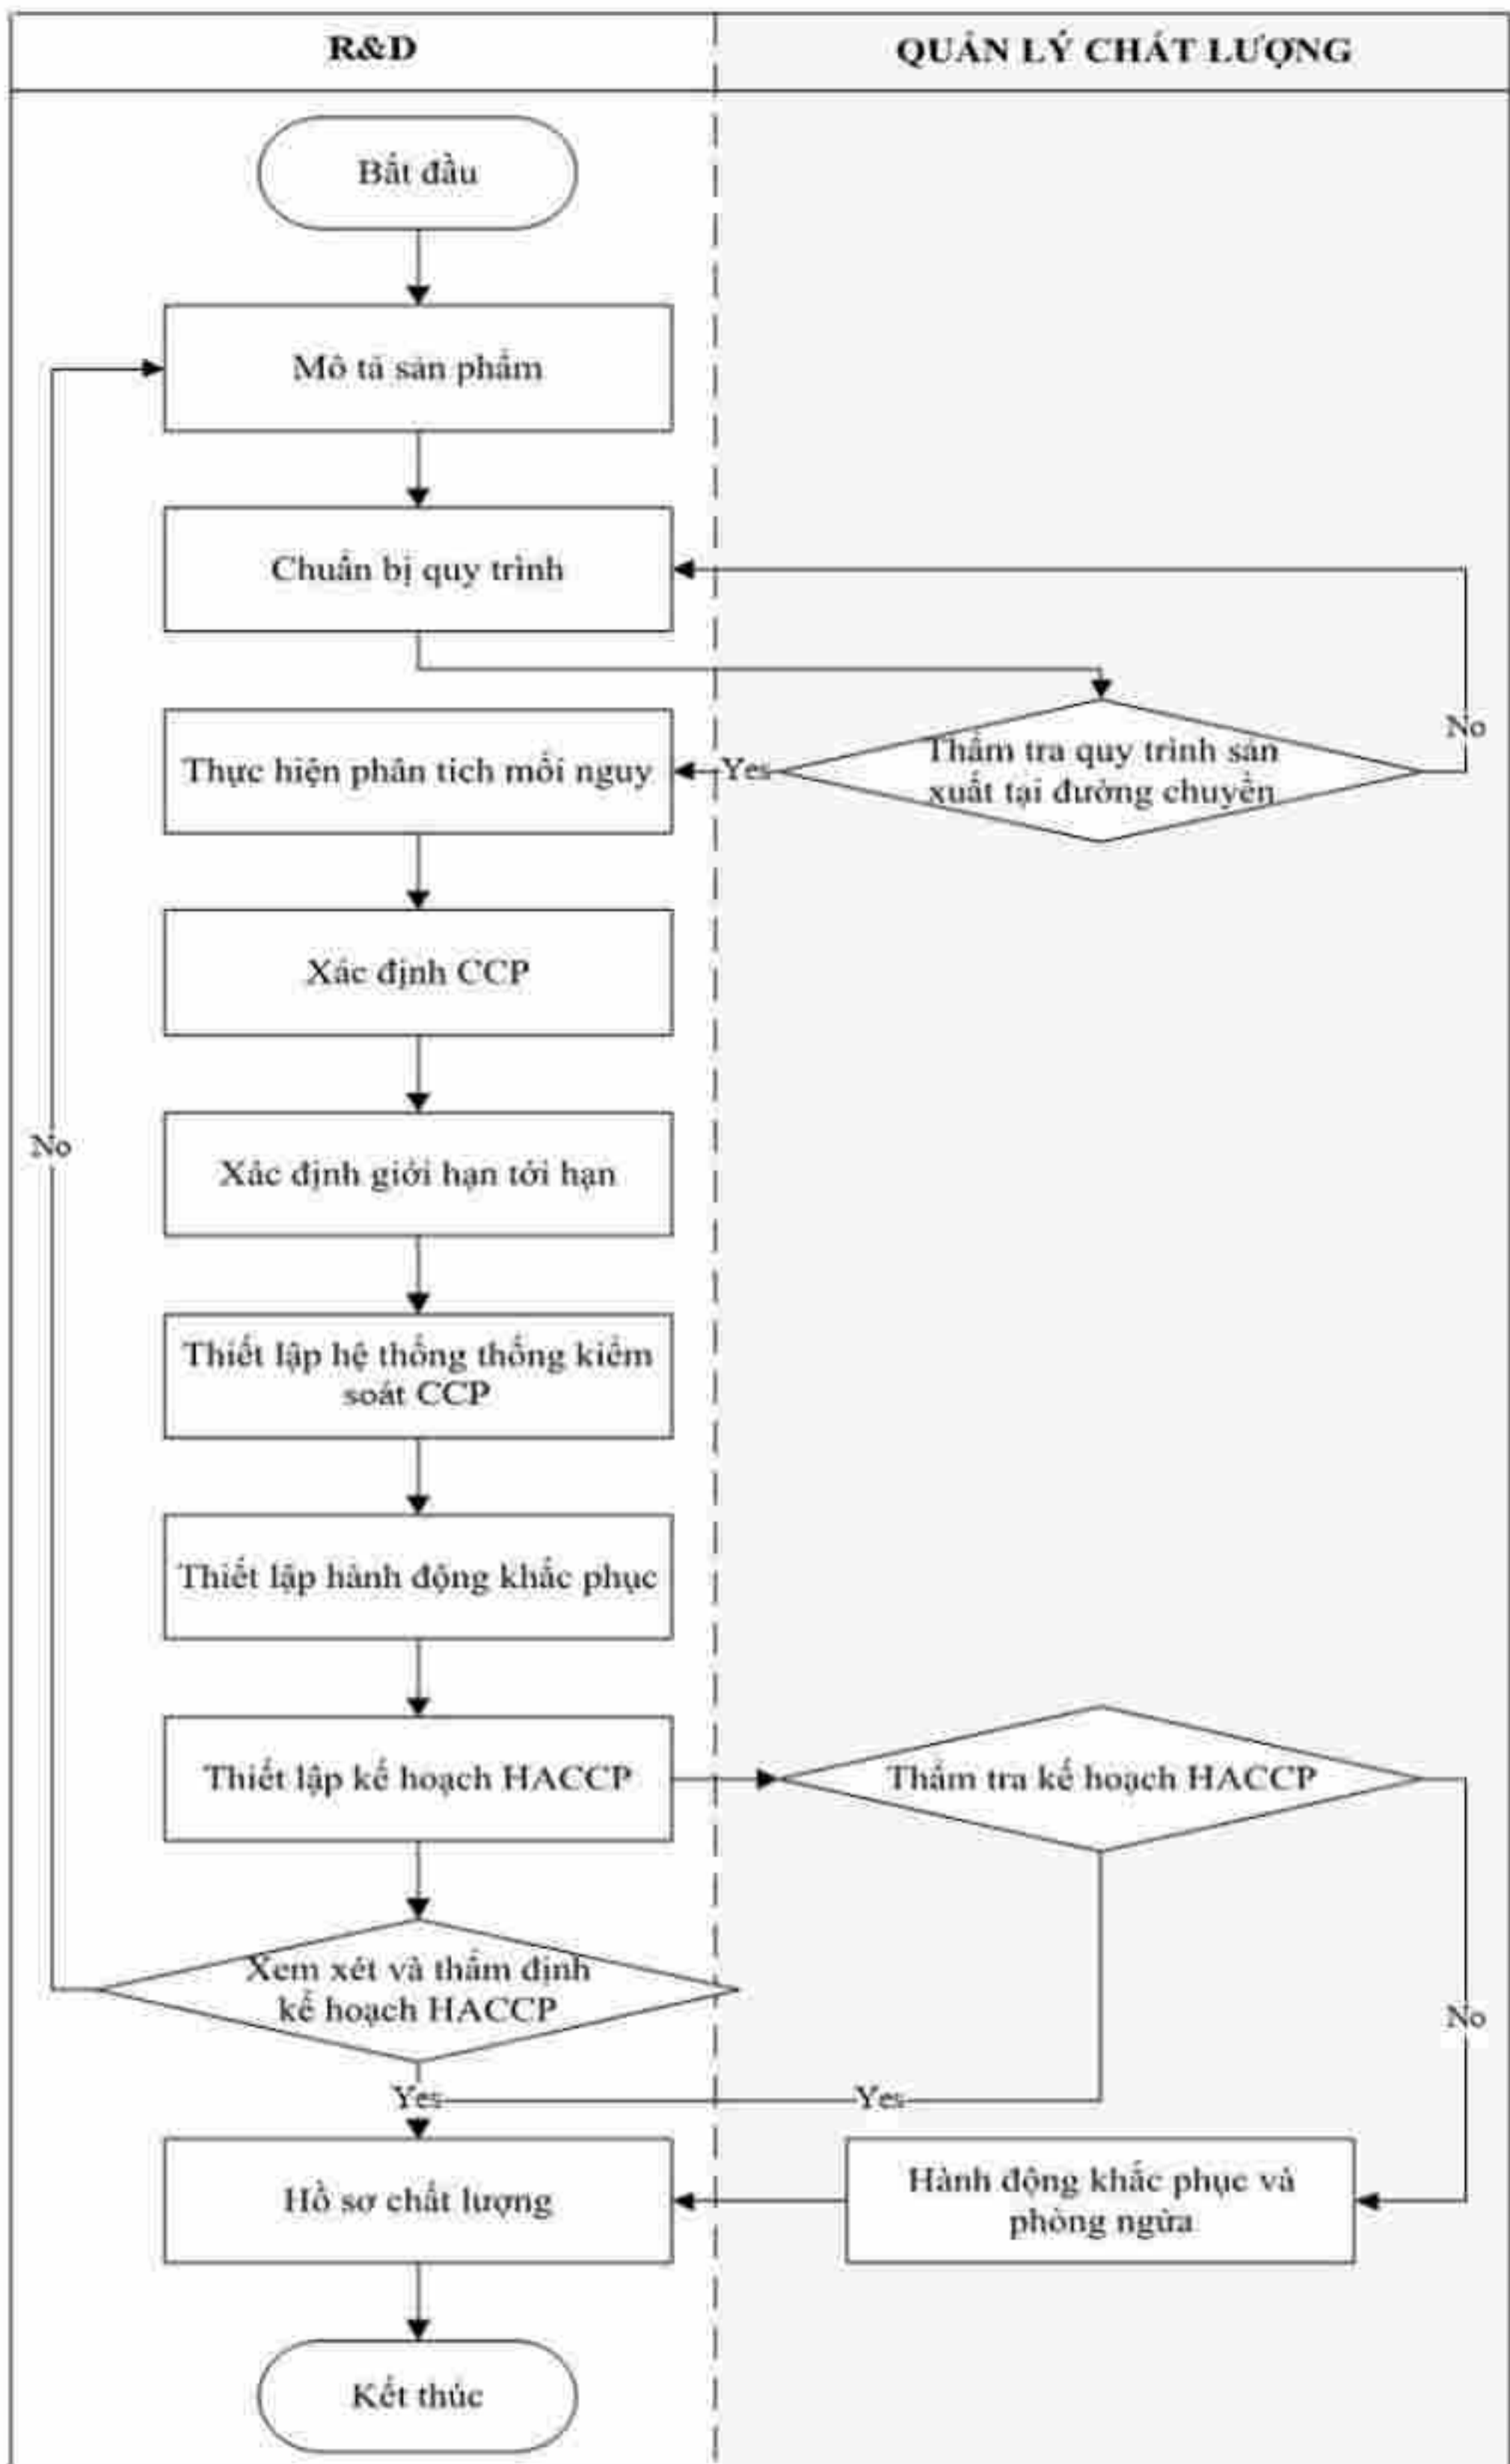 R&D
QUẢN LÝ CHẤT LƯỢNG
Bắt đầu
Mô tả sản phẩm
Chuẩn bị quy trình
No
Thẩm tra quy trình sản
xuất tại đường chuyền
Yes
Thực hiện phân tích mối nguy
Xác định CCP
No
Xác định giới hạn tới hạn
Thiết lập hệ thống thống kiểm
soát CCP
Thiết lập hành động khắc phục
Thiết lập kế hoạch HACCP
Thẩm tra kế hoạch HACCP
Xem xét và thẩm định
kế hoạch HACCP
No
Yes
Yes
Hồ sơ chất lượng
Hành động khắc phục và
phòng ngừa
Kết thúc